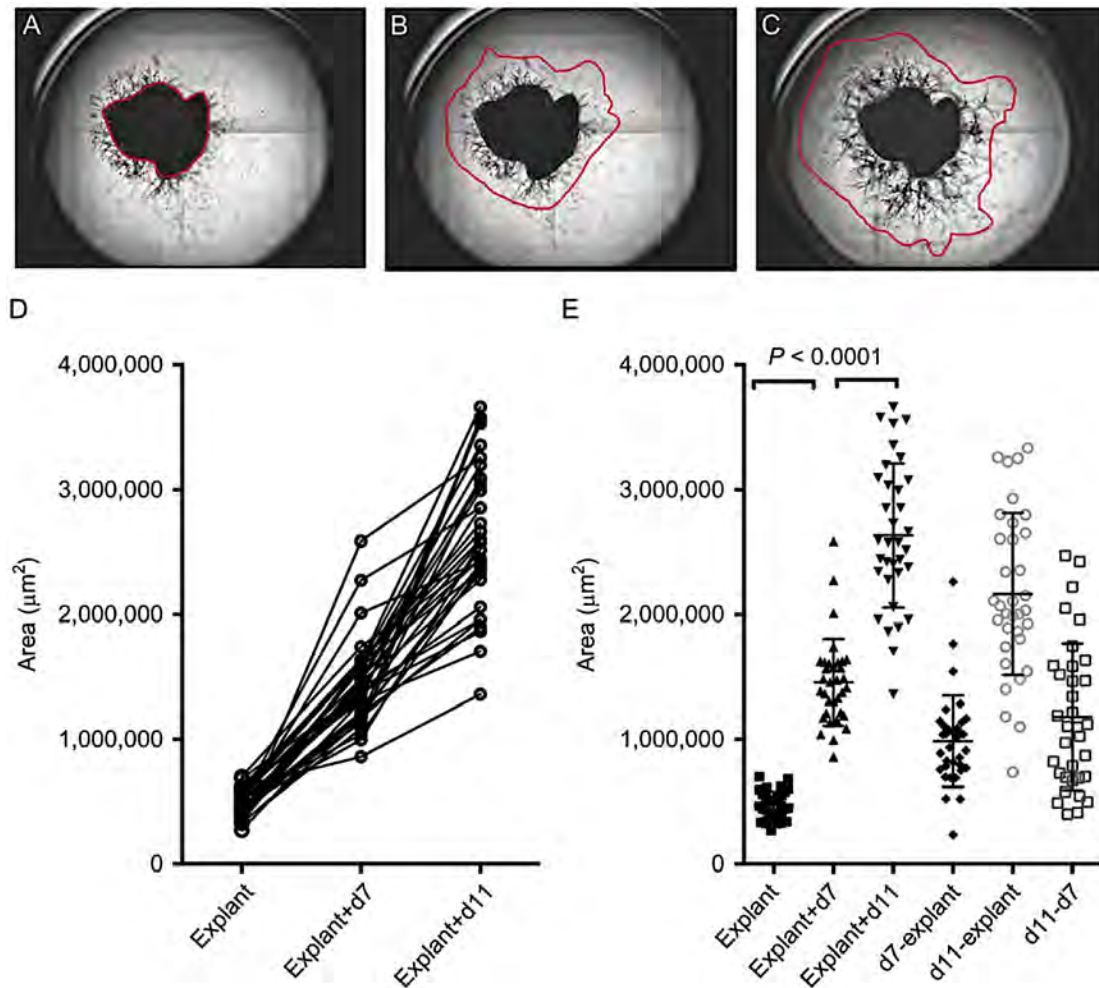 A
B
C
D
E
4,000,000
3,000,000
2,000,000
1,000,000
0
Area (μm²)
Explant
Explant+d7
Explant+d11
P < 0.0001
4,000,000
3,000,000
2,000,000
1,000,000
0
Area (μm²)
Explant
Explant+d7
Explant+d11
d7-explant
d11-explant
d11-d7